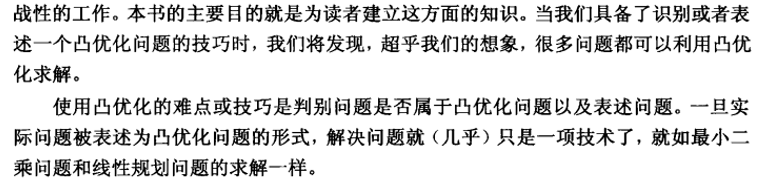 战性的工作。本书的主要目的就是为读者建立这方面的知识。当我们具备了识别或者表
述一个凸优化问题的技巧时，我们将发现，超乎我们的想象，很多问题都可以利用凸优
化求解。
使用凸优化的难点或技巧是判别问题是否属于凸优化问题以及表述问题。一旦实
际问题被表述为凸优化问题的形式，解决问题就（几乎）只是一项技术了，就如最小二
乘问题和线性规划问题的求解一样。